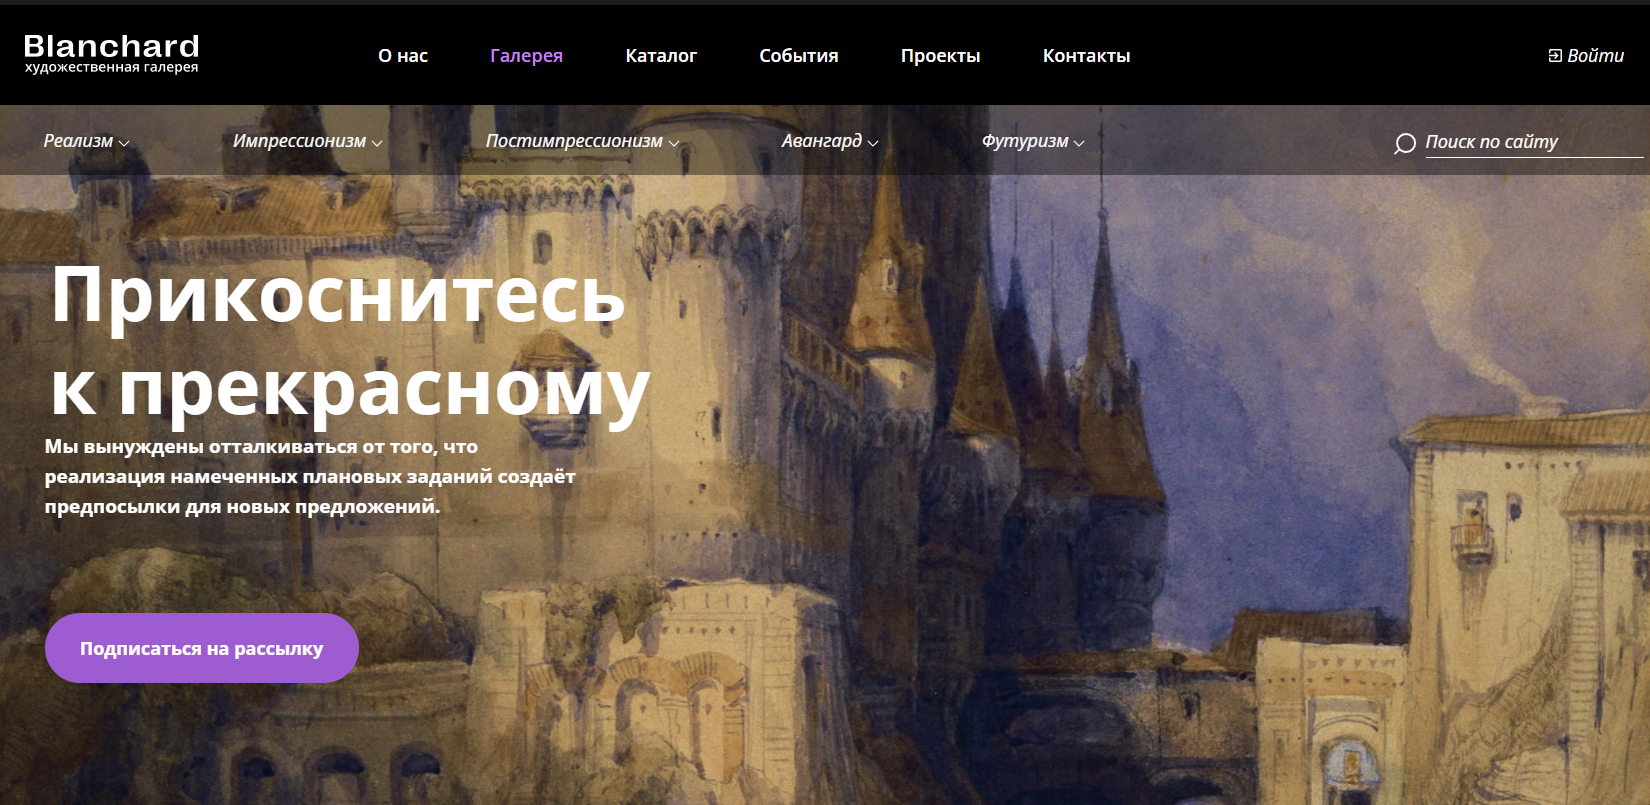 Blanchard
художественная галерея
О нас
Галерея
Каталог
События
Проекты
Контакты
Войти
Реализм
Импрессионизм
Постимпрессионизм
Авангард
Футуризм
Поиск по сайту
Прикоснитесь
к прекрасному
Мы вынуждены отталкиваться от того, что
реализация намеченных плановых заданий создаёт
предпосылки для новых предложений.
Подписаться на рассылку